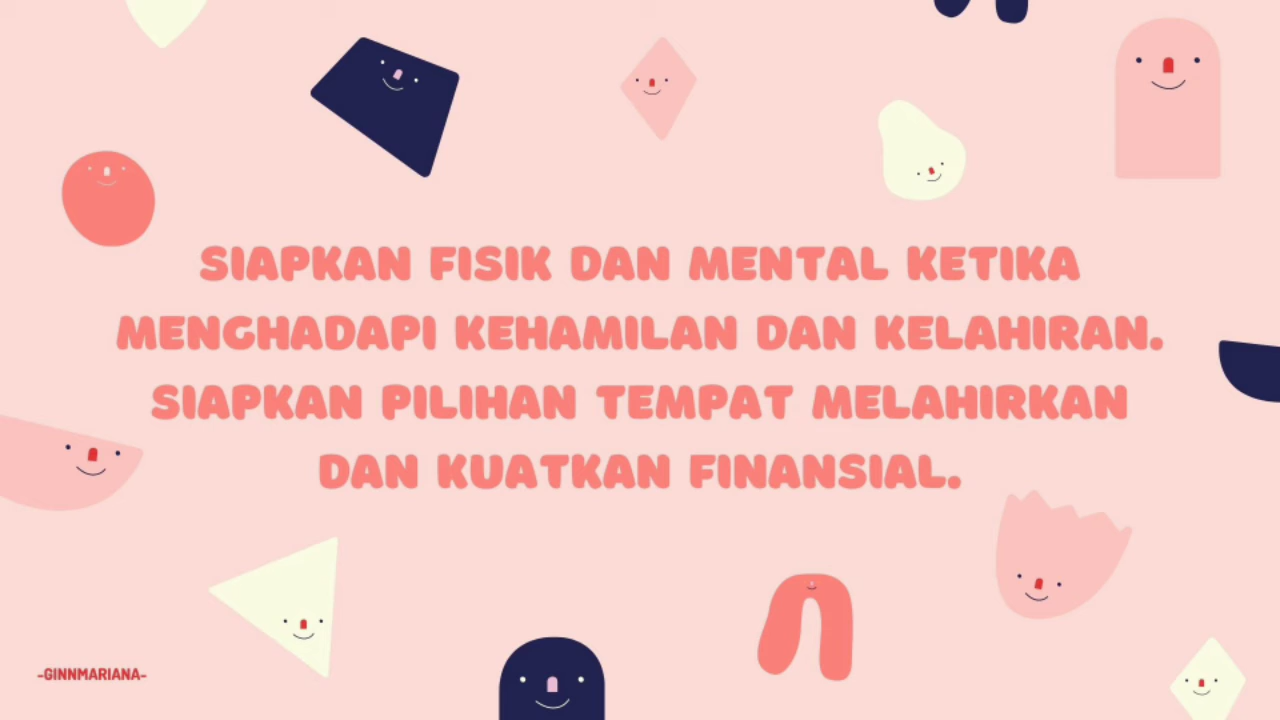 SIAPKAN FISIK DAN MENTAL KETIKA
MENGHADAPI KEHAMILAN DAN KELAHIRAN.
SIAPKAN PILIHAN TEMPAT MELAHIRKAN
DAN KUATKAN FINANSIAL.
-GINNMARIANA-